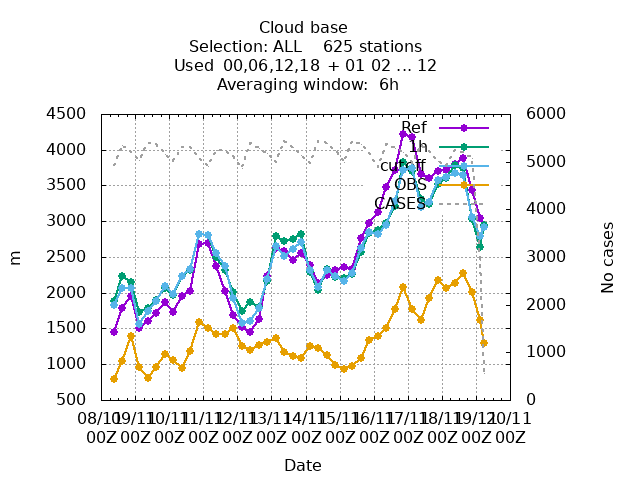 Cloud base
Selection: ALL    625 stations
Used  00,06,12,18 + 01 02 ... 12
Averaging window:  6h
4500
4000
3500
3000
2500
2000
1500
1000
500
m
6000
5000
4000
3000
2000
1000
0
No cases
Ref
1h
cutoff
OBS
CASES
08/11 09/11 10/11 11/11 12/11 13/11 14/11 15/11 16/11 17/11 18/11 19/11 20/11
00Z 00Z 00Z 00Z 00Z 00Z 00Z 00Z 00Z 00Z 00Z 00Z 00Z
Date